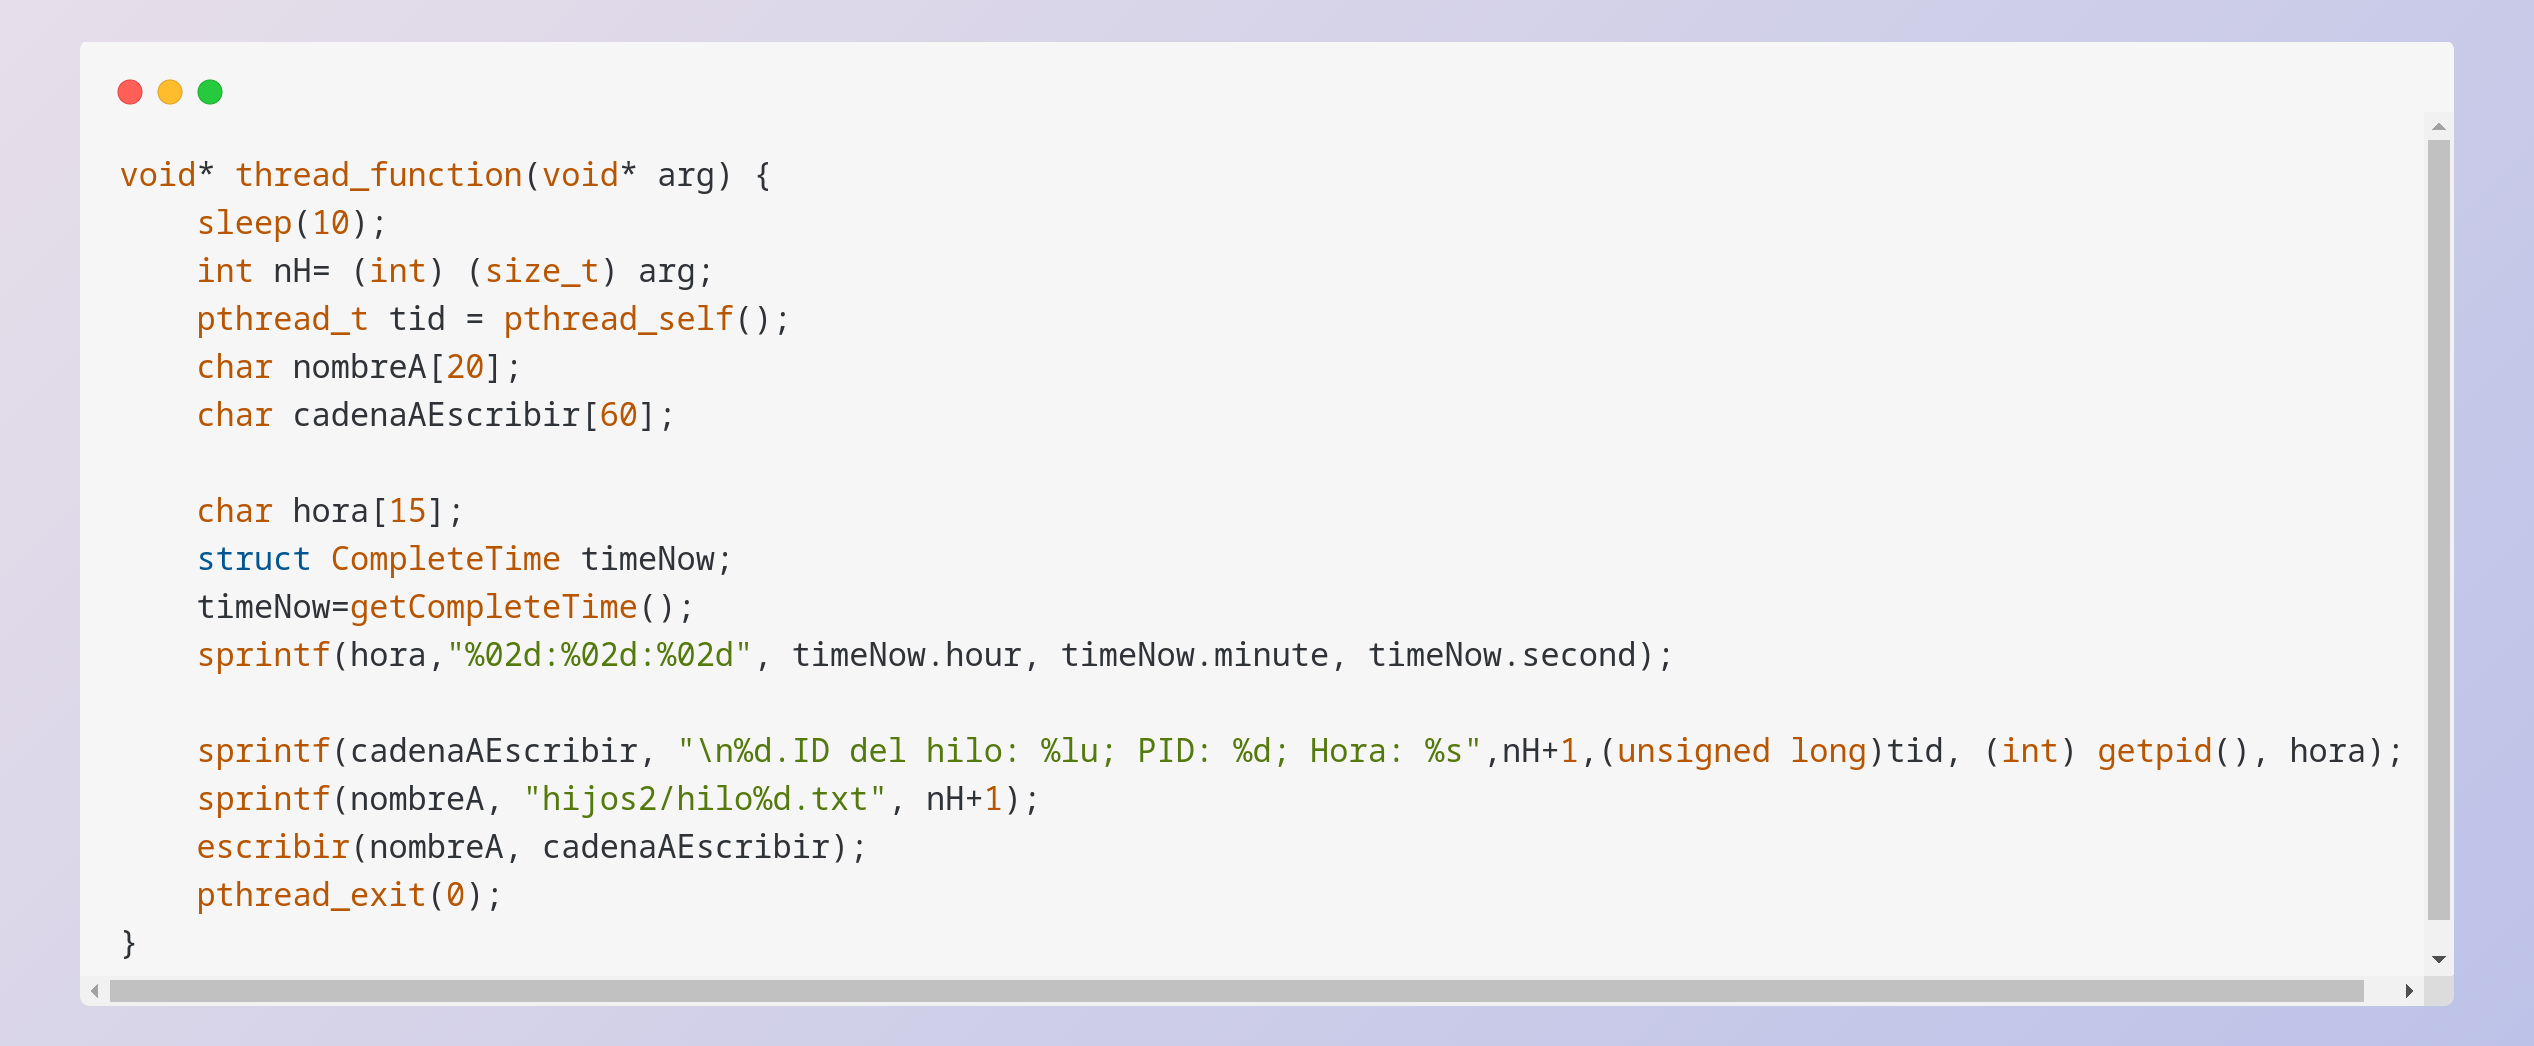 void* thread_function(void* arg) {
    sleep(10);
    int nH= (int) (size_t) arg;
    pthread_t tid = pthread_self();
    char nombreA[20];
    char cadenaAEscribir[60];

    char hora[15];
    struct CompleteTime timeNow;
    timeNow=getCompleteTime();
    sprintf(hora,"%02d:%02d:%02d", timeNow.hour, timeNow.minute, timeNow.second);

    sprintf(cadenaAEscribir, "\n%d.ID del hilo: %lu; PID: %d; Hora: %s",nH+1,(unsigned long)tid, (int) getpid(), hora);
    sprintf(nombreA, "hijos2/hilo%d.txt", nH+1);
    escribir(nombreA, cadenaAEscribir);
    pthread_exit(0);
}